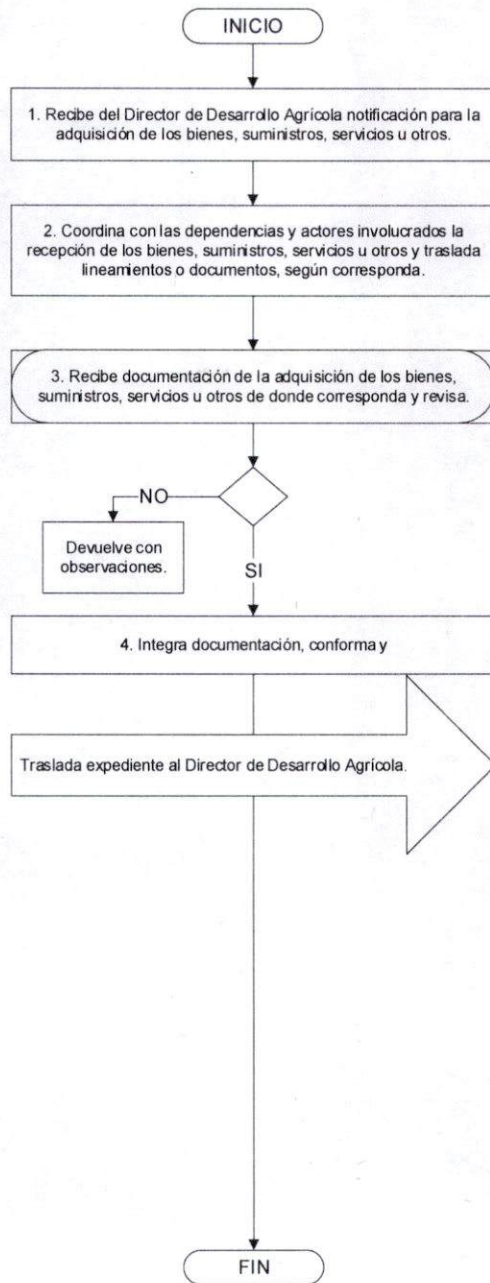 INICIO
1. Recibe del Director de Desarrollo Agrícola notificación para la
adquisición de los bienes, suministros, servicios u otros.
2. Coordina con las dependencias y actores involucrados la
recepción de los bienes, suministros, servicios u otros y traslada
lineamientos o documentos, según corresponda.
3. Recibe documentación de la adquisición de los bienes,
suministros, servicios u otros de donde corresponda y revisa.
NO
Devuelve con
observaciones.
SI
4. Integra documentación, conforma y
Traslada expediente al Director de Desarrollo Agrícola.
FIN